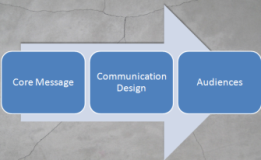 Core Message
Communication
Design
Audiences